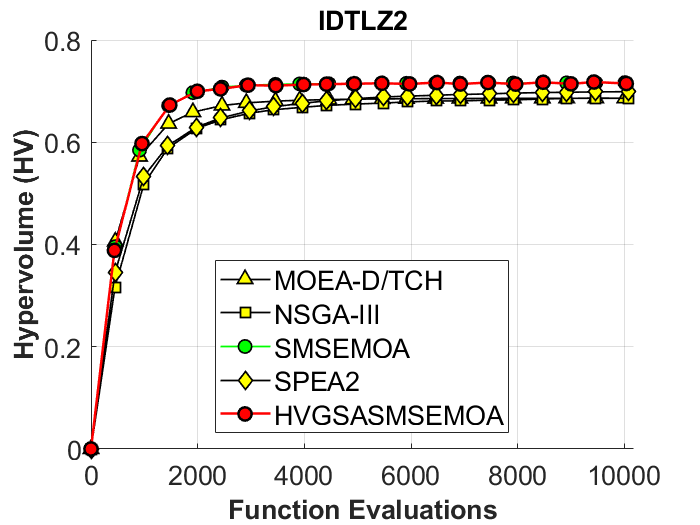 IDTLZ2
Hypervolume (HV)
0.8
0.6
0.4
0.2
0
MOEA-D/TCH
NSGA-III
SMSEMOA
SPEA2
HVGSASMSEMOA
0 2000 4000 6000 8000 10000
Function Evaluations